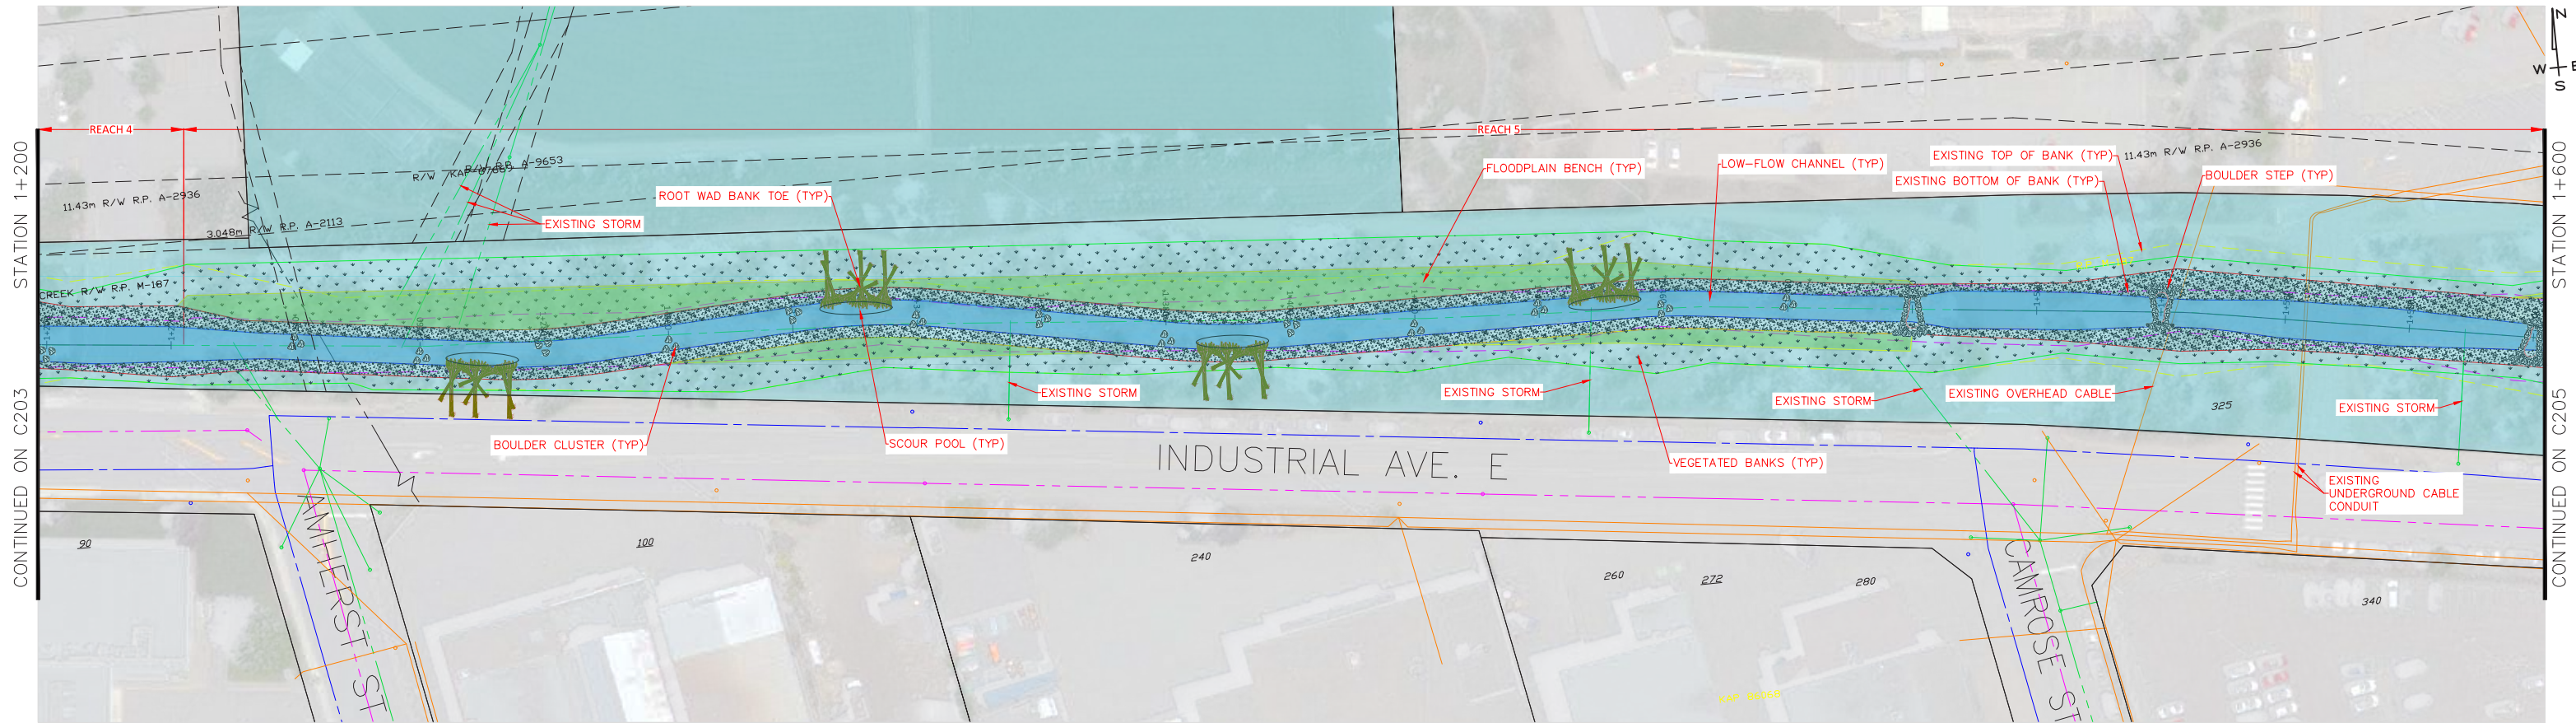 N
W E
S
STATION 1+200
CONTINUED ON C203
STATION 1+600
CONTINUED ON C205
REACH 4
REACH 5
R/W R.P. A-9653
R/W KAP
11.43m R/W R.P. A-2936
3.048m R/W R.P. A-2113
CREEK R/W R.P. M-187
11.43m R/W R.P. A-2936
EXISTING STORM
ROOT WAD BANK TOE (TYP)
FLOODPLAIN BENCH (TYP)
LOW-FLOW CHANNEL (TYP)
EXISTING TOP OF BANK (TYP)
EXISTING BOTTOM OF BANK (TYP)
BOULDER STEP (TYP)
BOULDER CLUSTER (TYP)
SCOUR POOL (TYP)
EXISTING STORM
EXISTING STORM
VEGETATED BANKS (TYP)
EXISTING STORM
EXISTING OVERHEAD CABLE
325
EXISTING STORM
EXISTING
UNDERGROUND CABLE
CONDUIT
INDUSTRIAL AVE. E
AMHERST ST
CAMROSE ST
90
100
240
260
272
280
340